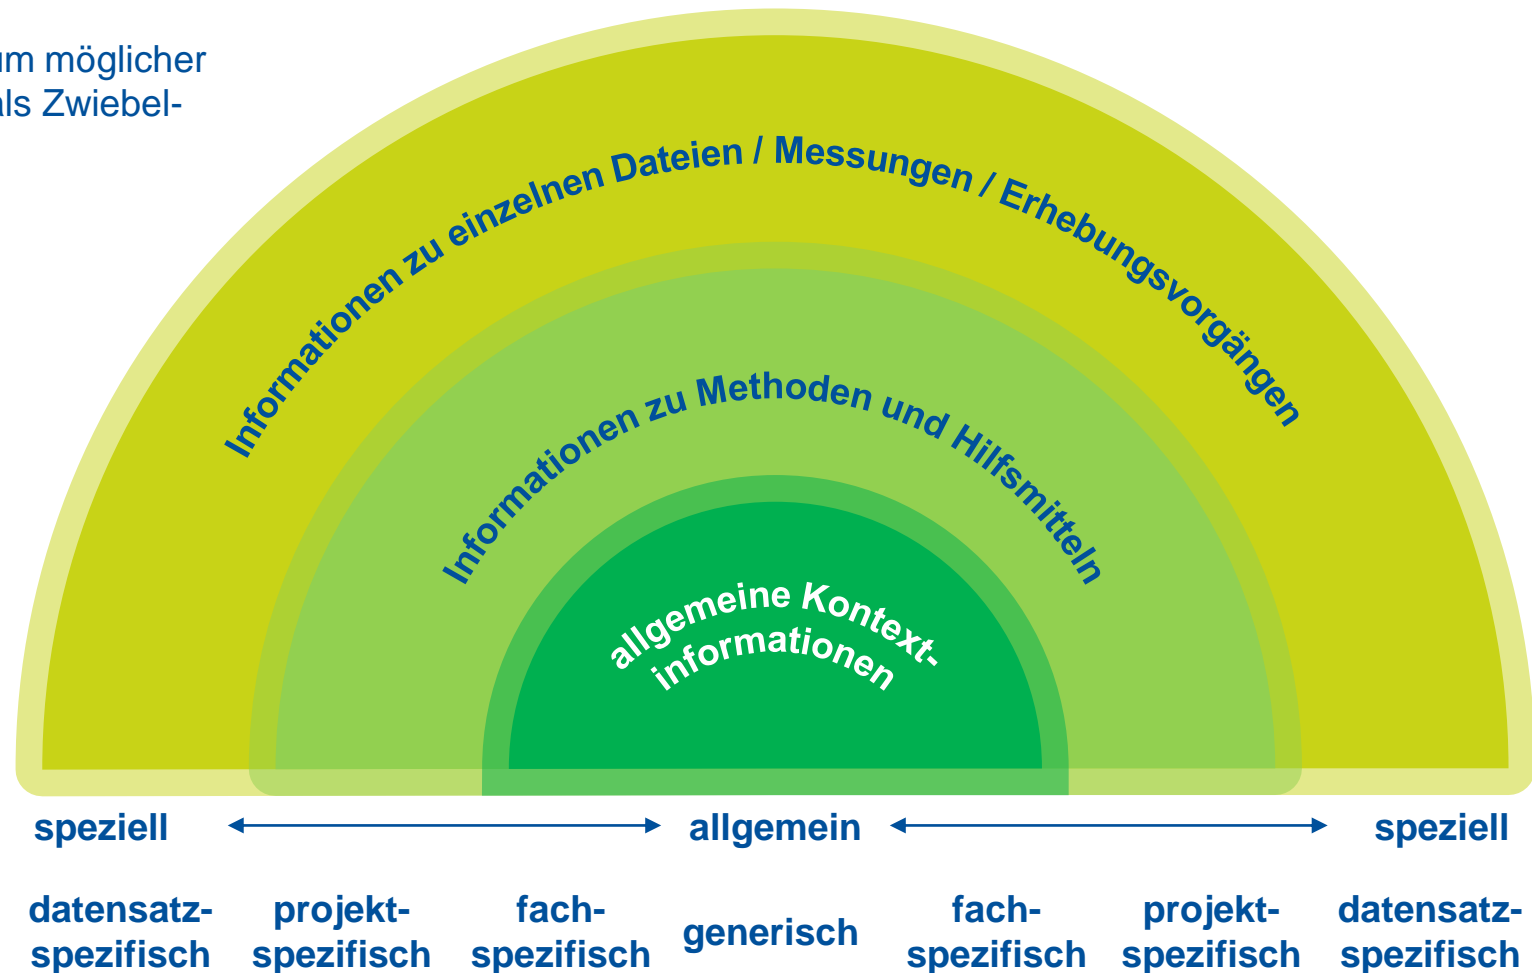 um möglicher
als Zwiebel-
Informationen zu einzelnen Dateien / Messungen / Erhebungsvorgängen
Informationen zu Methoden und Hilfsmitteln
allgemeine Kontext-
informationen
speziell allgemein speziell
datensatz- projekt- fach- generisch fach- projekt- datensatz-
spezifisch spezifisch spezifisch spezifisch spezifisch spezifisch